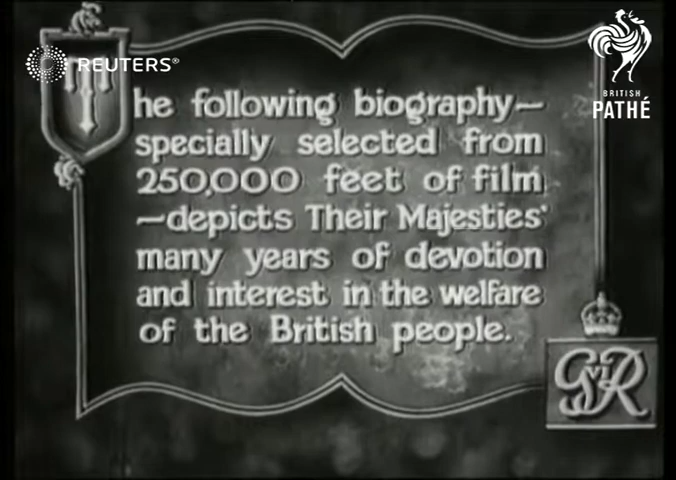 REUTERS®
BRITISH
PATHÉ
The following biography—
specially selected from
250,000 feet of film
—depicts Their Majesties'
many years of devotion
and interest in the welfare
of the British people.
GviR